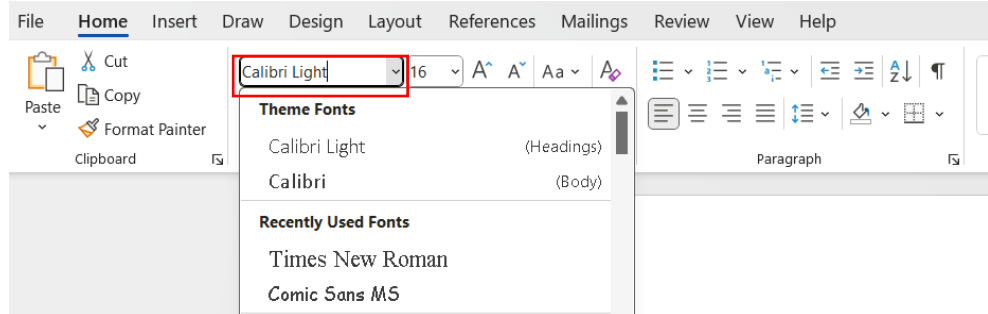 File Home Insert Draw Design Layout References Mailings Review View Help
Cut
Copy
Paste
Format Painter
Clipboard
Calibri Light 16 A A Aa A
Theme Fonts
Calibri Light (Headings)
Calibri (Body)
Recently Used Fonts
Times New Roman
Comic Sans MS
Paragraph